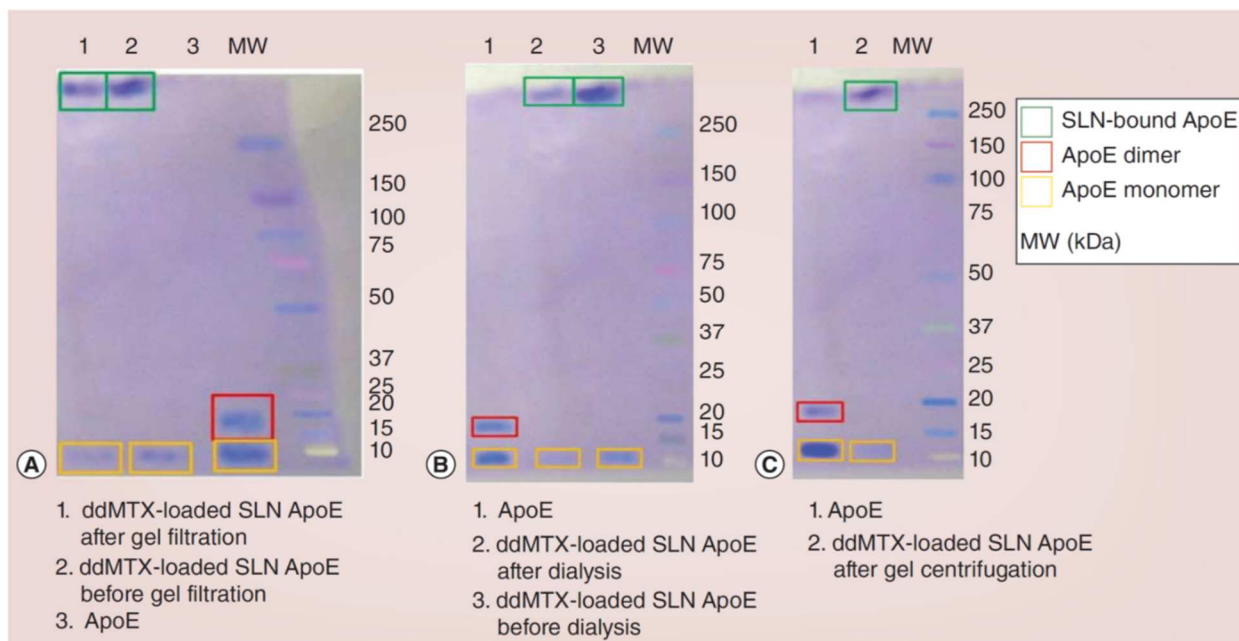 1 2 3 MW
250
150
100
75
50
37
25
20
15
10
A
1. ddMTX-loaded SLN ApoE
after gel filtration
2. ddMTX-loaded SLN ApoE
before gel filtration
3. ApoE
1 2 3 MW
250
150
100
75
50
37
25
20
15
10
B
1. ApoE
2. ddMTX-loaded SLN ApoE
after dialysis
3. ddMTX-loaded SLN ApoE
before dialysis
1 2 MW
250
150
100
75
50
37
25
20
15
10
C
1. ApoE
2. ddMTX-loaded SLN ApoE
after gel centrifugation
SLN-bound ApoE
ApoE dimer
ApoE monomer
MW (kDa)